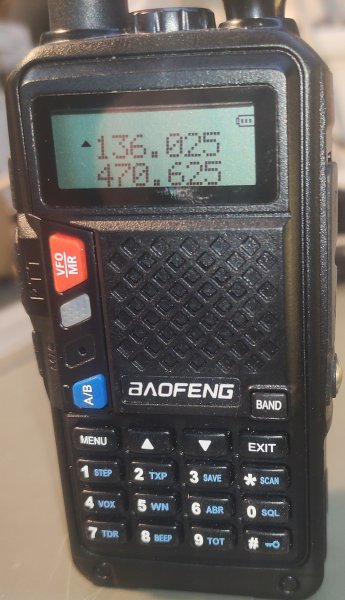 ▲136.025
470.625
VFO
MR
PTT
A/B
BAOFENG
BAND
MENU ▲ ▼ EXIT
1 STEP 2 TXP 3 SAVE * SCAN
4 VOX 5 WN 6 ABR 0 SQL
7 TDR 8 BEEP 9 TOT #